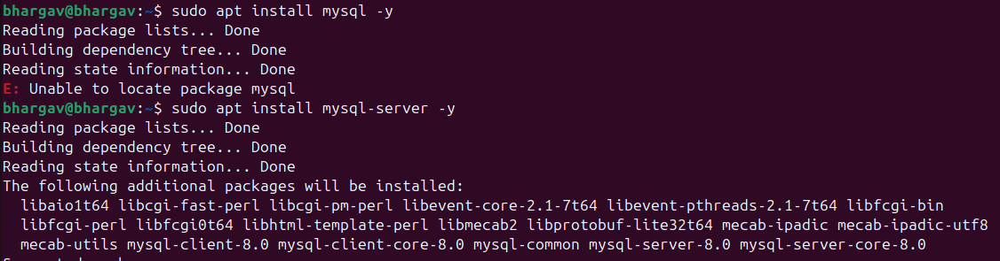 bhargav@bhargav:~$ sudo apt install mysql -y
Reading package lists... Done
Building dependency tree... Done
Reading state information... Done
E: Unable to locate package mysql
bhargav@bhargav:~$ sudo apt install mysql-server -y
Reading package lists... Done
Building dependency tree... Done
Reading state information... Done
The following additional packages will be installed:
libaio1t64 libcgi-fast-perl libcgi-pm-perl libevent-core-2.1-7t64 libevent-pthreads-2.1-7t64 libfcgi-bin
libfcgi-perl libfcgi0t64 libhtml-template-perl libmecab2 libprotobuf-lite32t64 mecab-ipadic mecab-ipadic-utf8
mecab-utils mysql-client-8.0 mysql-client-core-8.0 mysql-common mysql-server-8.0 mysql-server-core-8.0